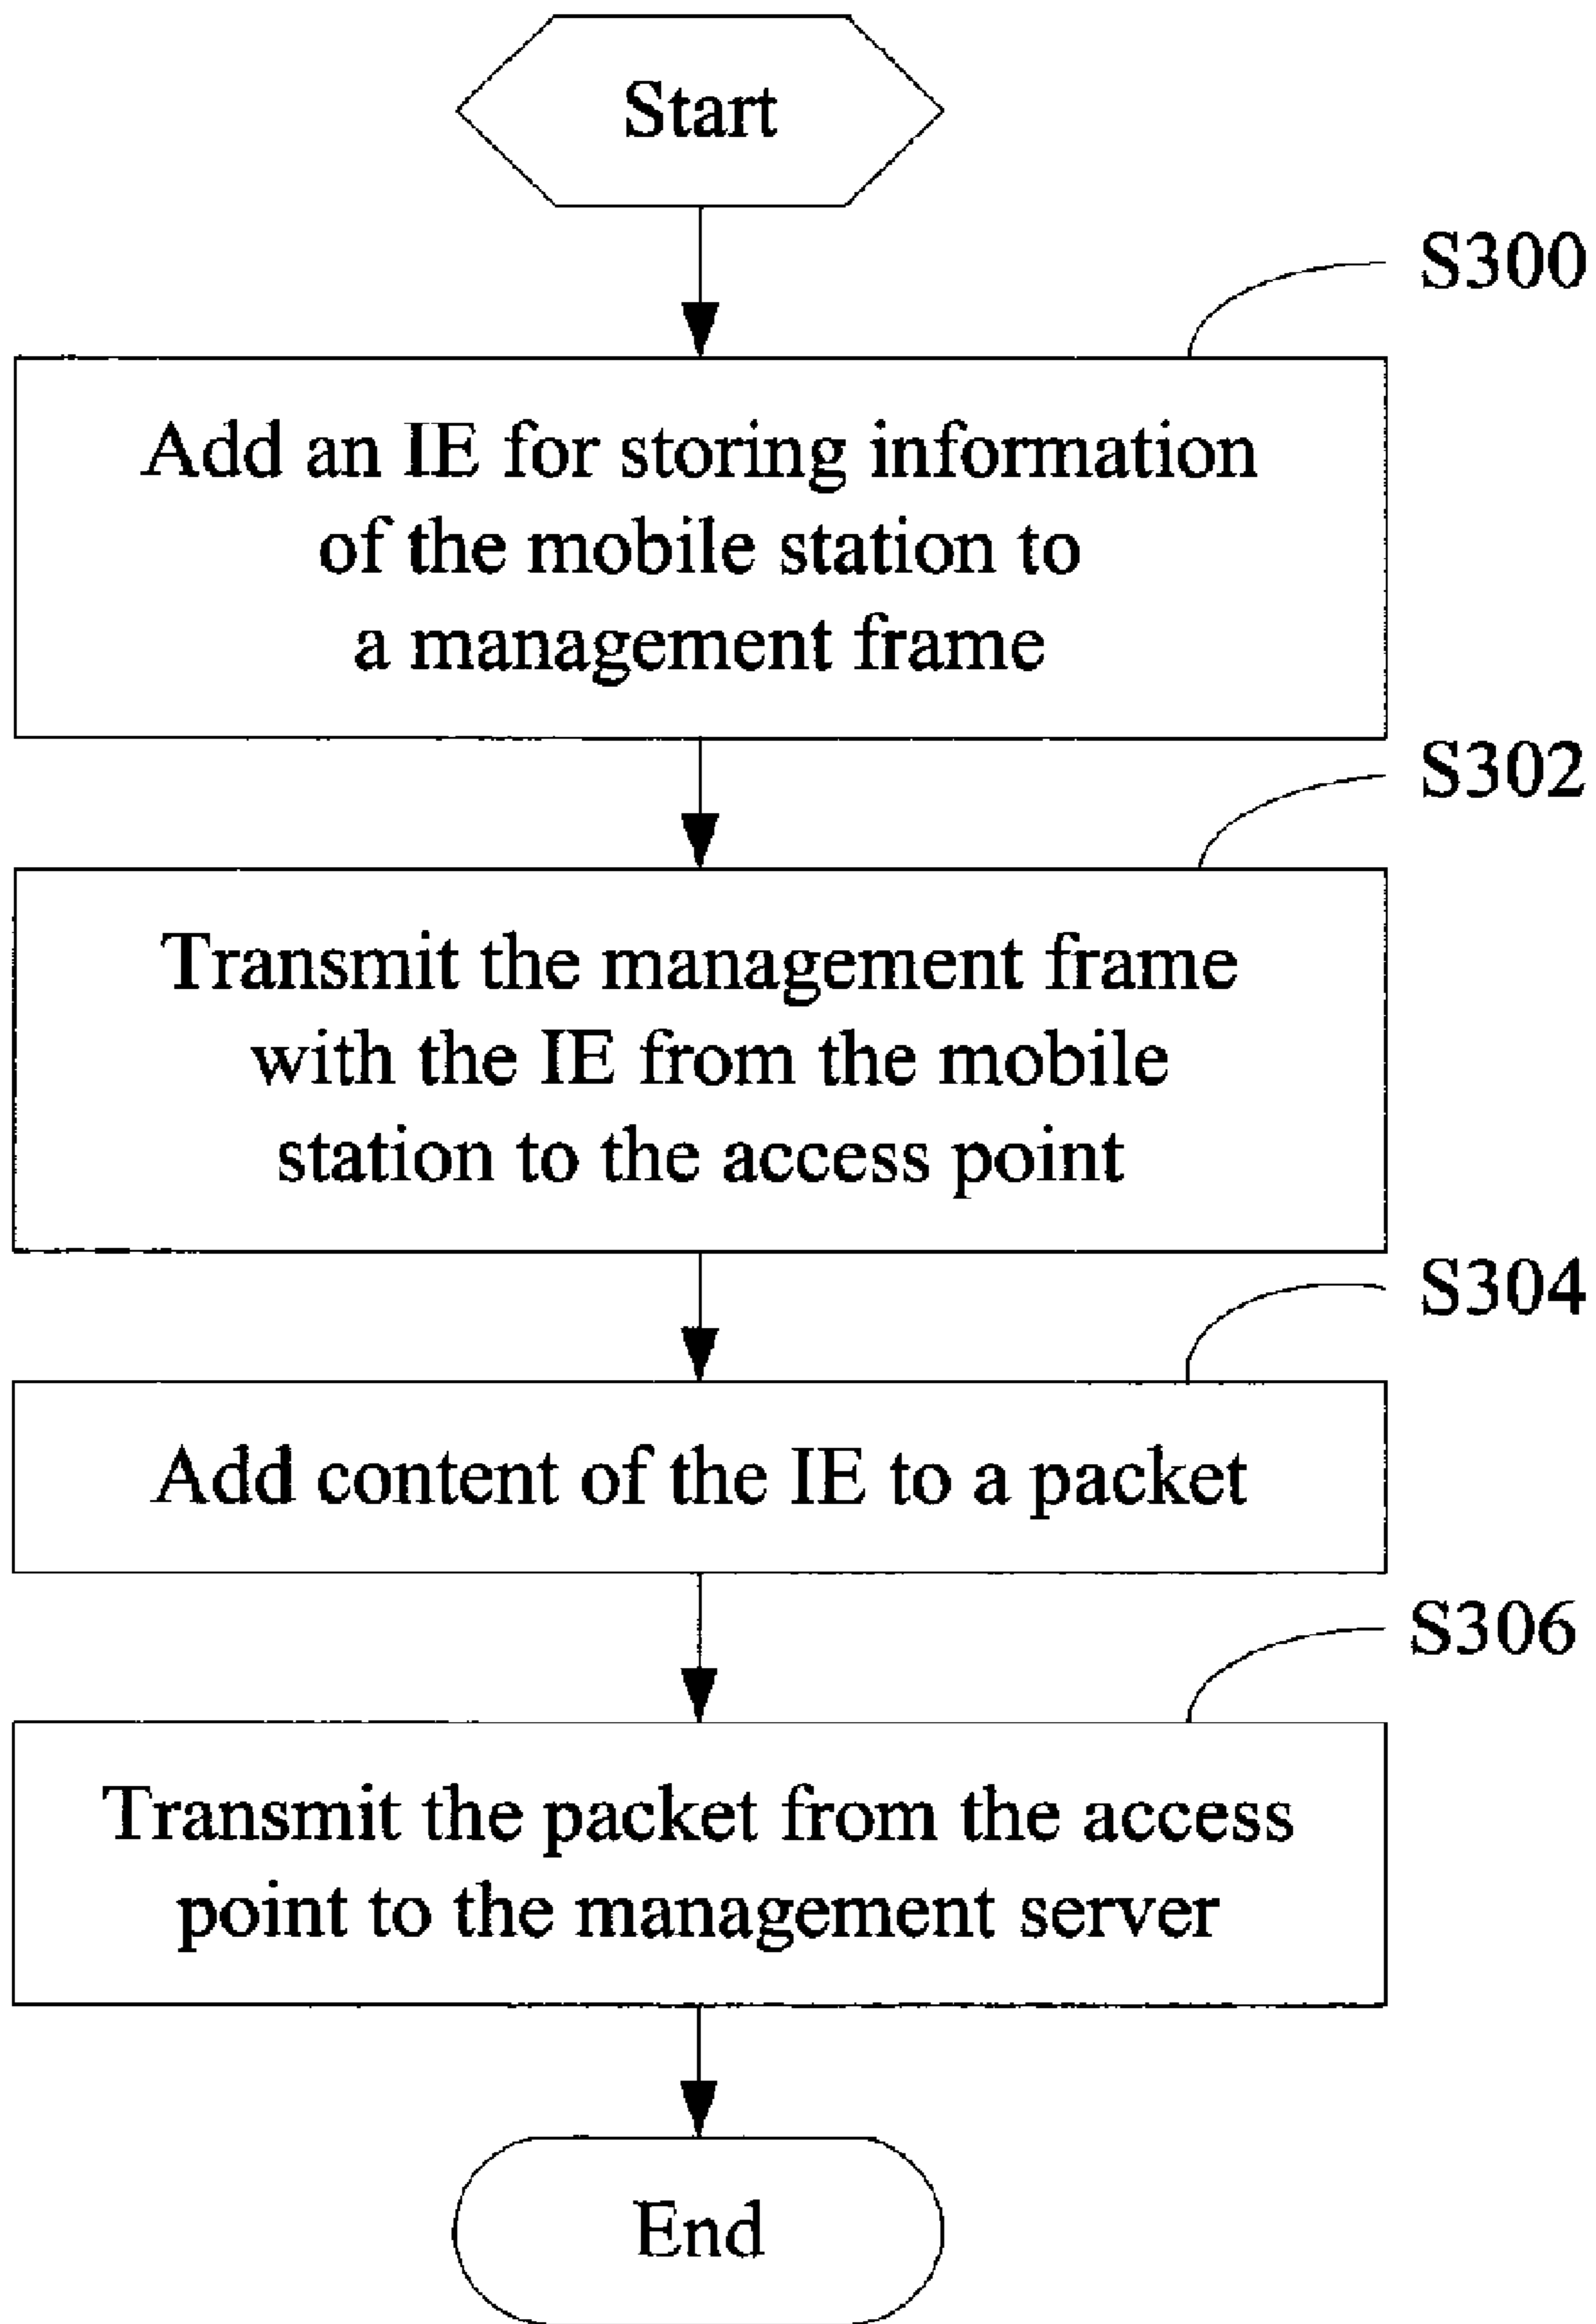 Start
S300
Add an IE for storing information
of the mobile station to
a management frame
S302
Transmit the management frame
with the IE from the mobile
station to the access point
S304
Add content of the IE to a packet
S306
Transmit the packet from the access
point to the management server
End